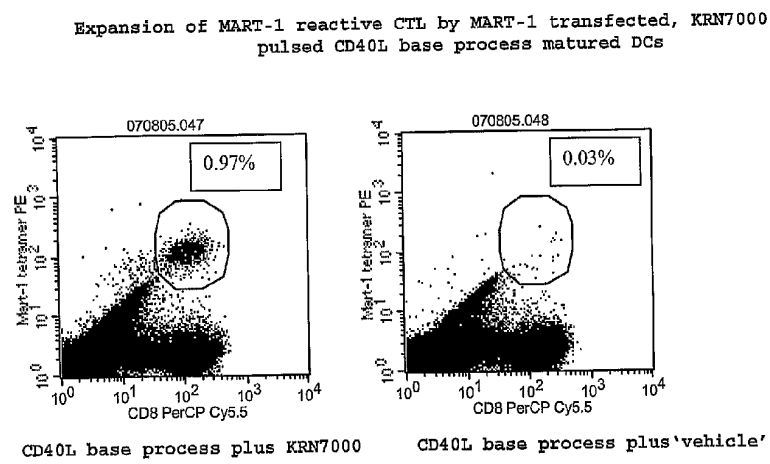 Expansion of MART-1 reactive CTL by MART-1 transfected, KRN7000
pulsed CD40L base process matured DCs
070805.047
0.97%
Mart-1 tetramer PE
10^4
10^3
10^2
10^1
10^0
10^0 10^1 10^2 10^3 10^4
CD8 PerCP Cy5.5
CD40L base process plus KRN7000
070805.048
0.03%
Mart-1 tetramer PE
10^4
10^3
10^2
10^1
10^0
10^0 10^1 10^2 10^3 10^4
CD8 PerCP Cy5.5
CD40L base process plus‘vehicle’